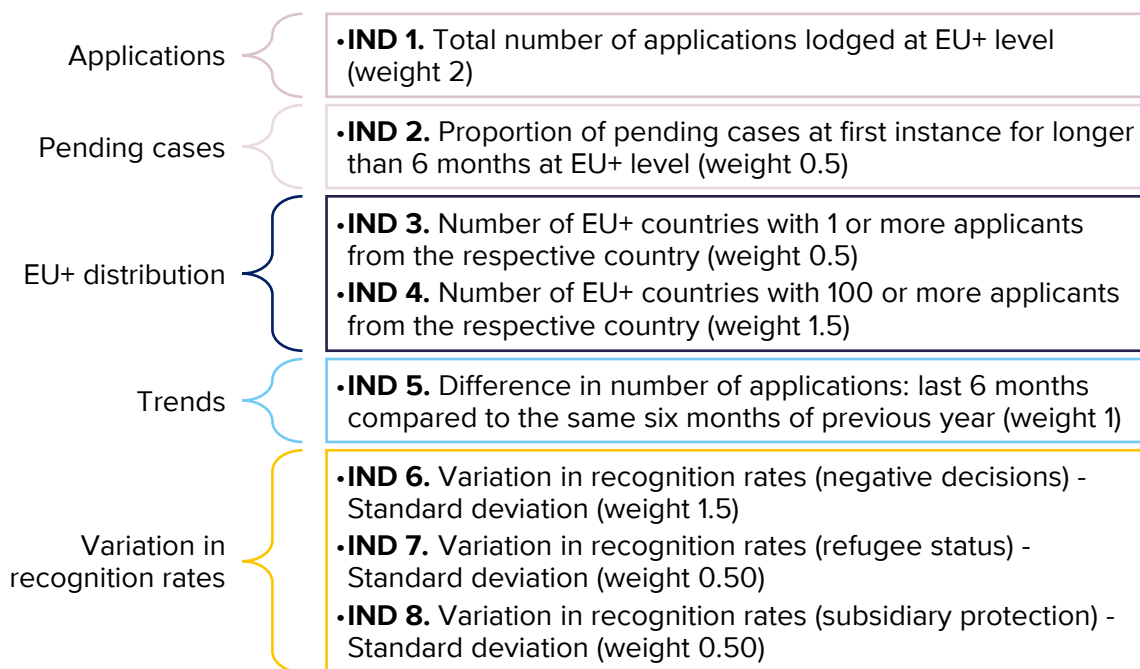 Applications
•IND 1. Total number of applications lodged at EU+ level
(weight 2)
Pending cases
•IND 2. Proportion of pending cases at first instance for longer
than 6 months at EU+ level (weight 0.5)
EU+ distribution
•IND 3. Number of EU+ countries with 1 or more applicants
from the respective country (weight 0.5)
•IND 4. Number of EU+ countries with 100 or more applicants
from the respective country (weight 1.5)
Trends
•IND 5. Difference in number of applications: last 6 months
compared to the same six months of previous year (weight 1)
Variation in
recognition rates
•IND 6. Variation in recognition rates (negative decisions) -
Standard deviation (weight 1.5)
•IND 7. Variation in recognition rates (refugee status) -
Standard deviation (weight 0.50)
•IND 8. Variation in recognition rates (subsidiary protection) -
Standard deviation (weight 0.50)